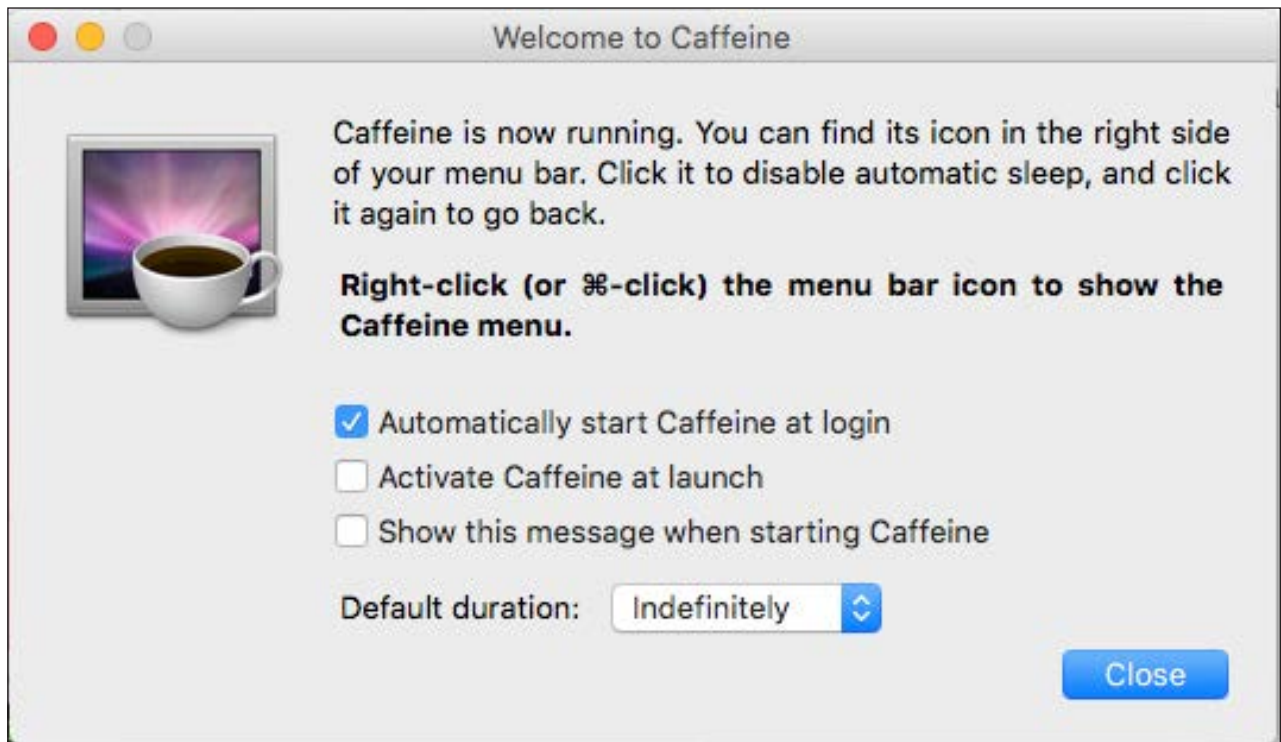 Welcome to Caffeine
Caffeine is now running. You can find its icon in the right side
of your menu bar. Click it to disable automatic sleep, and click
it again to go back.
Right-click (or ⌘-click) the menu bar icon to show the
Caffeine menu.
Automatically start Caffeine at login
Activate Caffeine at launch
Show this message when starting Caffeine
Default duration: Indefinitely
Close